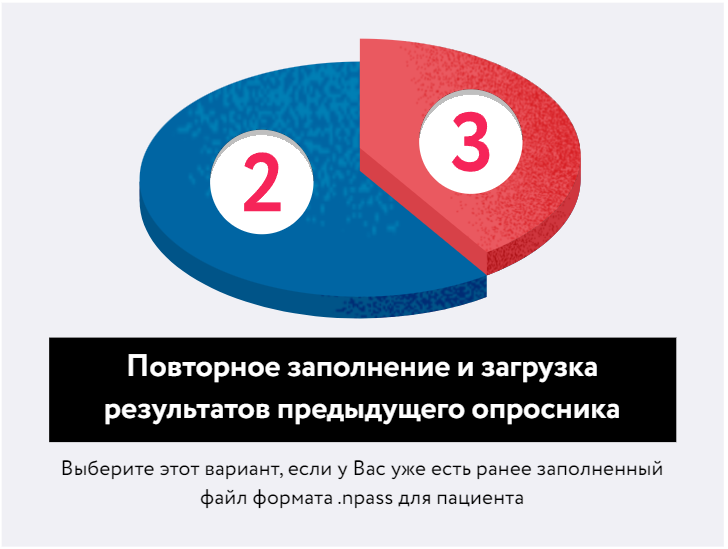 2
3
Повторное заполнение и загрузка
результатов предыдущего опросника
Выберите этот вариант, если у Вас уже есть ранее заполненный
файл формата .npass для пациента